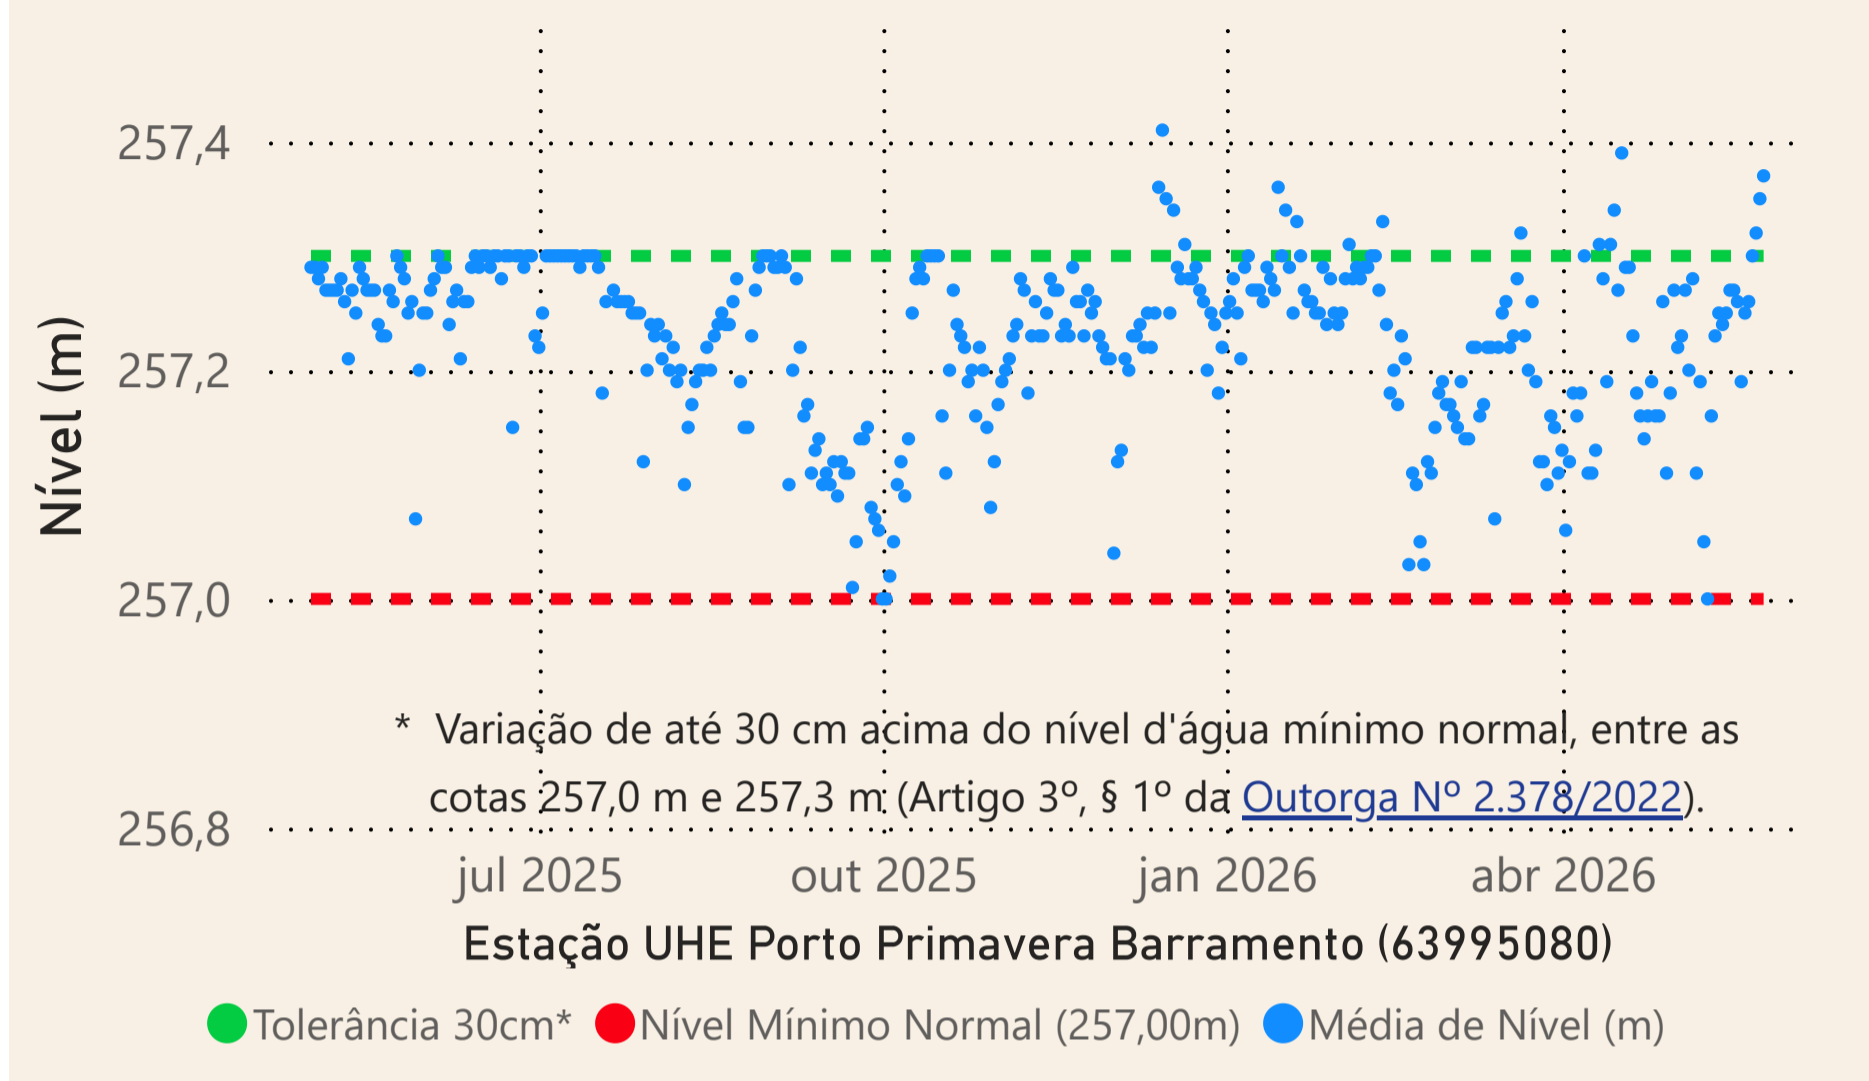 257,4
257,2
257,0
256,8
Nível (m)
* Variação de até 30 cm acima do nível d'água mínimo normal, entre as
cotas 257,0 m e 257,3 m (Artigo 3º, § 1º da Outorga Nº 2.378/2022).
jul 2025 out 2025 jan 2026 abr 2026
Estação UHE Porto Primavera Barramento (63995080)
Tolerância 30cm* Nível Mínimo Normal (257,00m) Média de Nível (m)